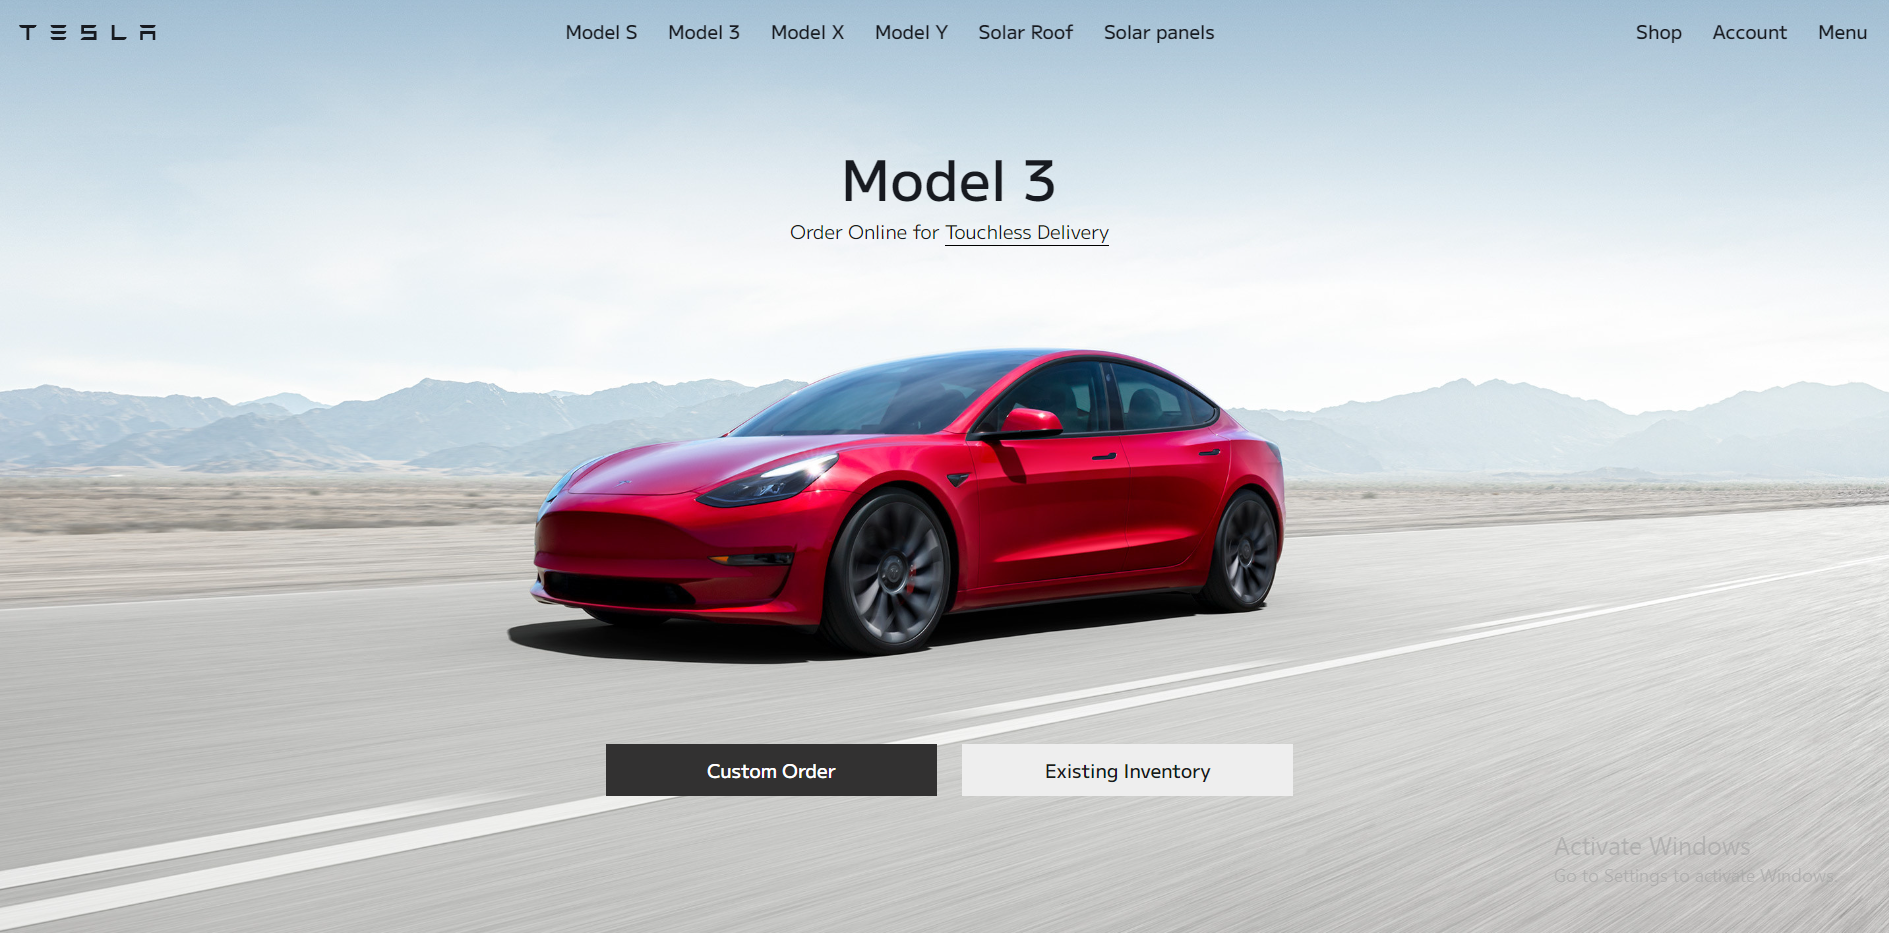 TESLA
Model S Model 3 Model X Model Y Solar Roof Solar panels
Shop Account Menu
Model 3
Order Online for Touchless Delivery
Custom Order
Existing Inventory
Activate Windows
Go to Settings to activate Windows.